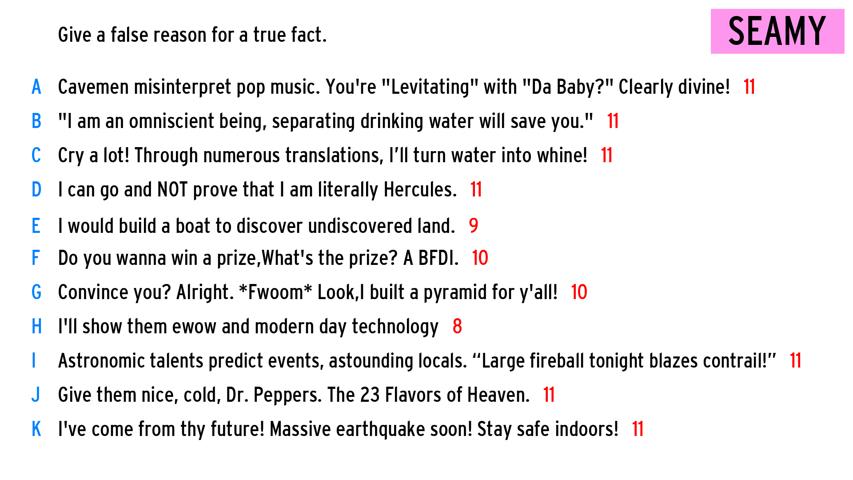 Give a false reason for a true fact.
SEAMY
A Cavemen misinterpret pop music. You're "Levitating" with "Da Baby?" Clearly divine! 11
B "I am an omniscient being, separating drinking water will save you." 11
C Cry a lot! Through numerous translations, I’ll turn water into whine! 11
D I can go and NOT prove that I am literally Hercules. 11
E I would build a boat to discover undiscovered land. 9
F Do you wanna win a prize,What's the prize? A BFDI. 10
G Convince you? Alright. *Fwoom* Look,I built a pyramid for y'all! 10
H I'll show them ewow and modern day technology 8
I Astronomic talents predict events, astounding locals. “Large fireball tonight blazes contrail!” 11
J Give them nice, cold, Dr. Peppers. The 23 Flavors of Heaven. 11
K I've come from thy future! Massive earthquake soon! Stay safe indoors! 11